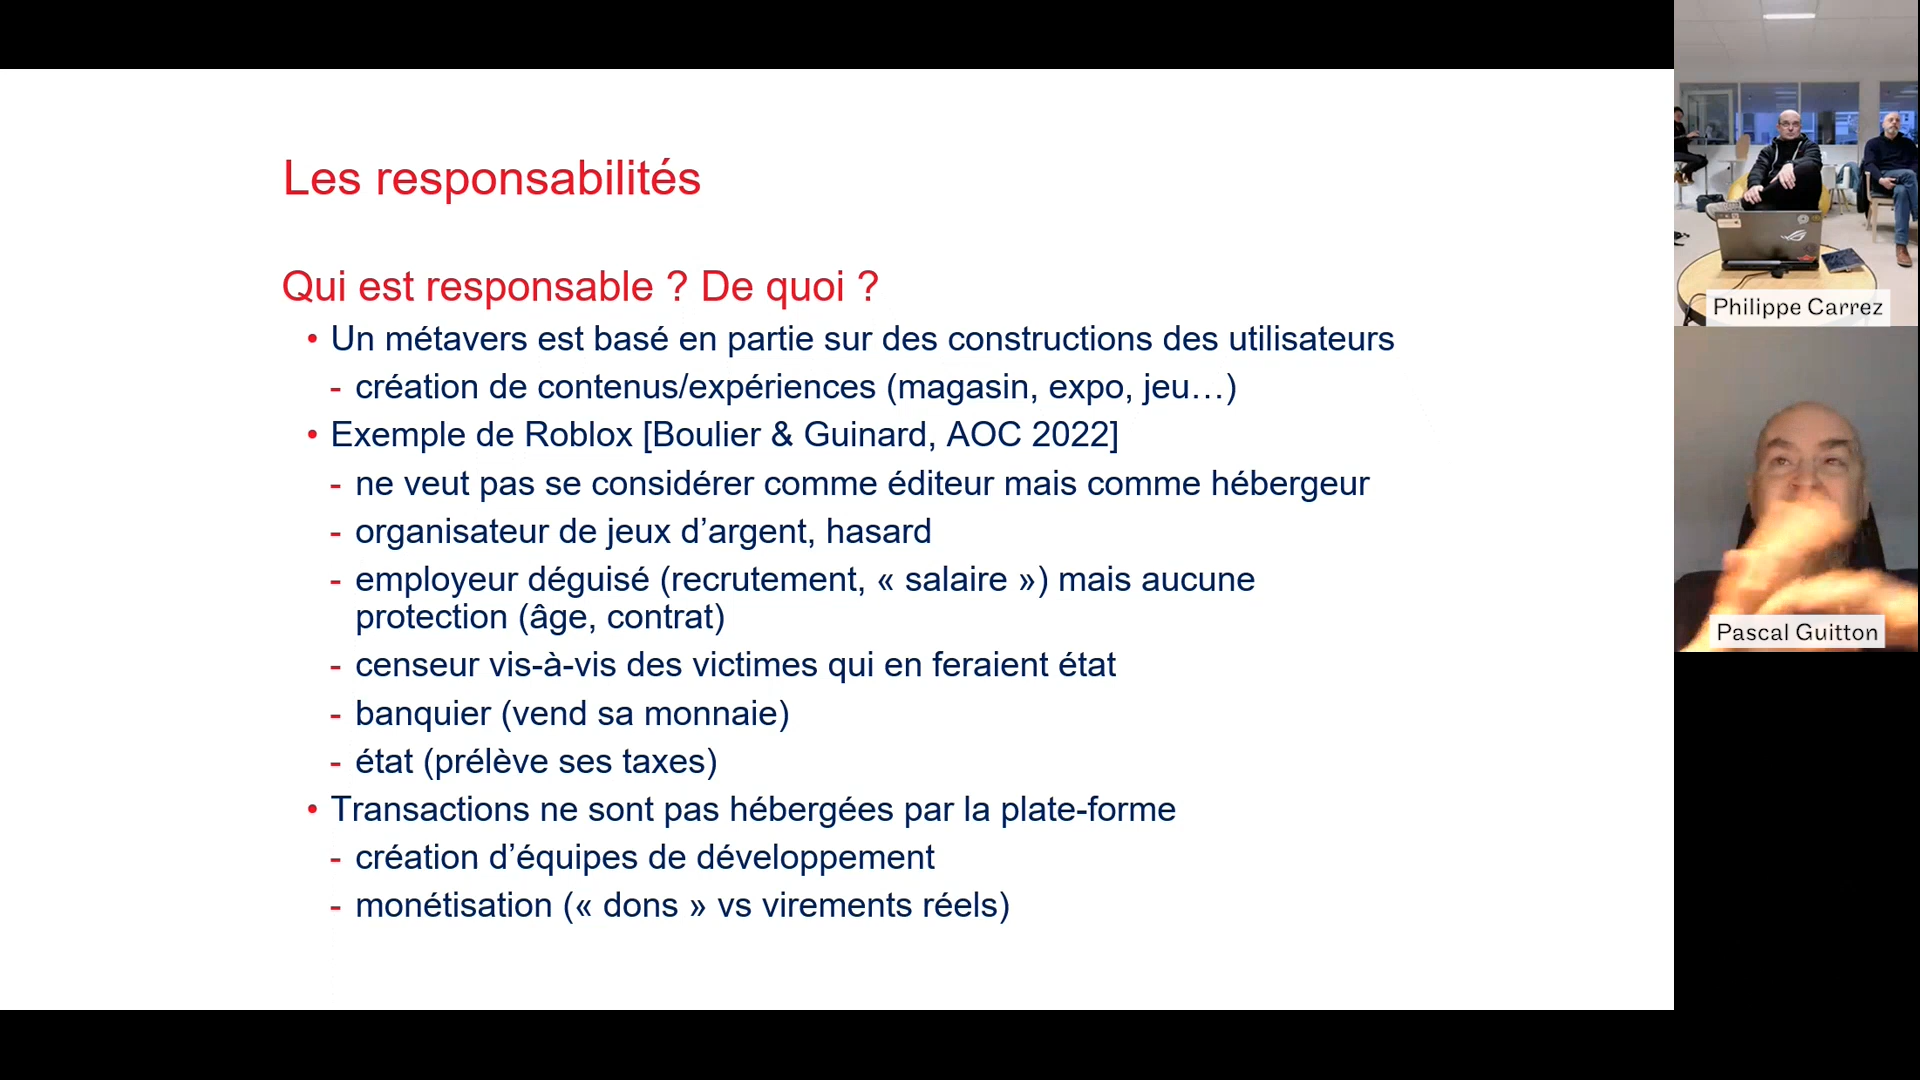 Les responsabilités
Qui est responsable ? De quoi ?
• Un métavers est basé en partie sur des constructions des utilisateurs
- création de contenus/expériences (magasin, expo, jeu…)
• Exemple de Roblox [Boulier & Guinard, AOC 2022]
- ne veut pas se considérer comme éditeur mais comme hébergeur
- organisateur de jeux d’argent, hasard
- employeur déguisé (recrutement, « salaire ») mais aucune
protection (âge, contrat)
- censeur vis-à-vis des victimes qui en feraient état
- banquier (vend sa monnaie)
- état (prélève ses taxes)
• Transactions ne sont pas hébergées par la plate-forme
- création d’équipes de développement
- monétisation (« dons » vs virements réels)
Philippe Carrez
Pascal Guitton